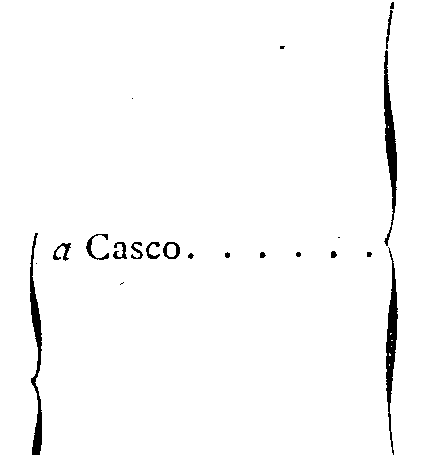 a Casco. . . . . . .